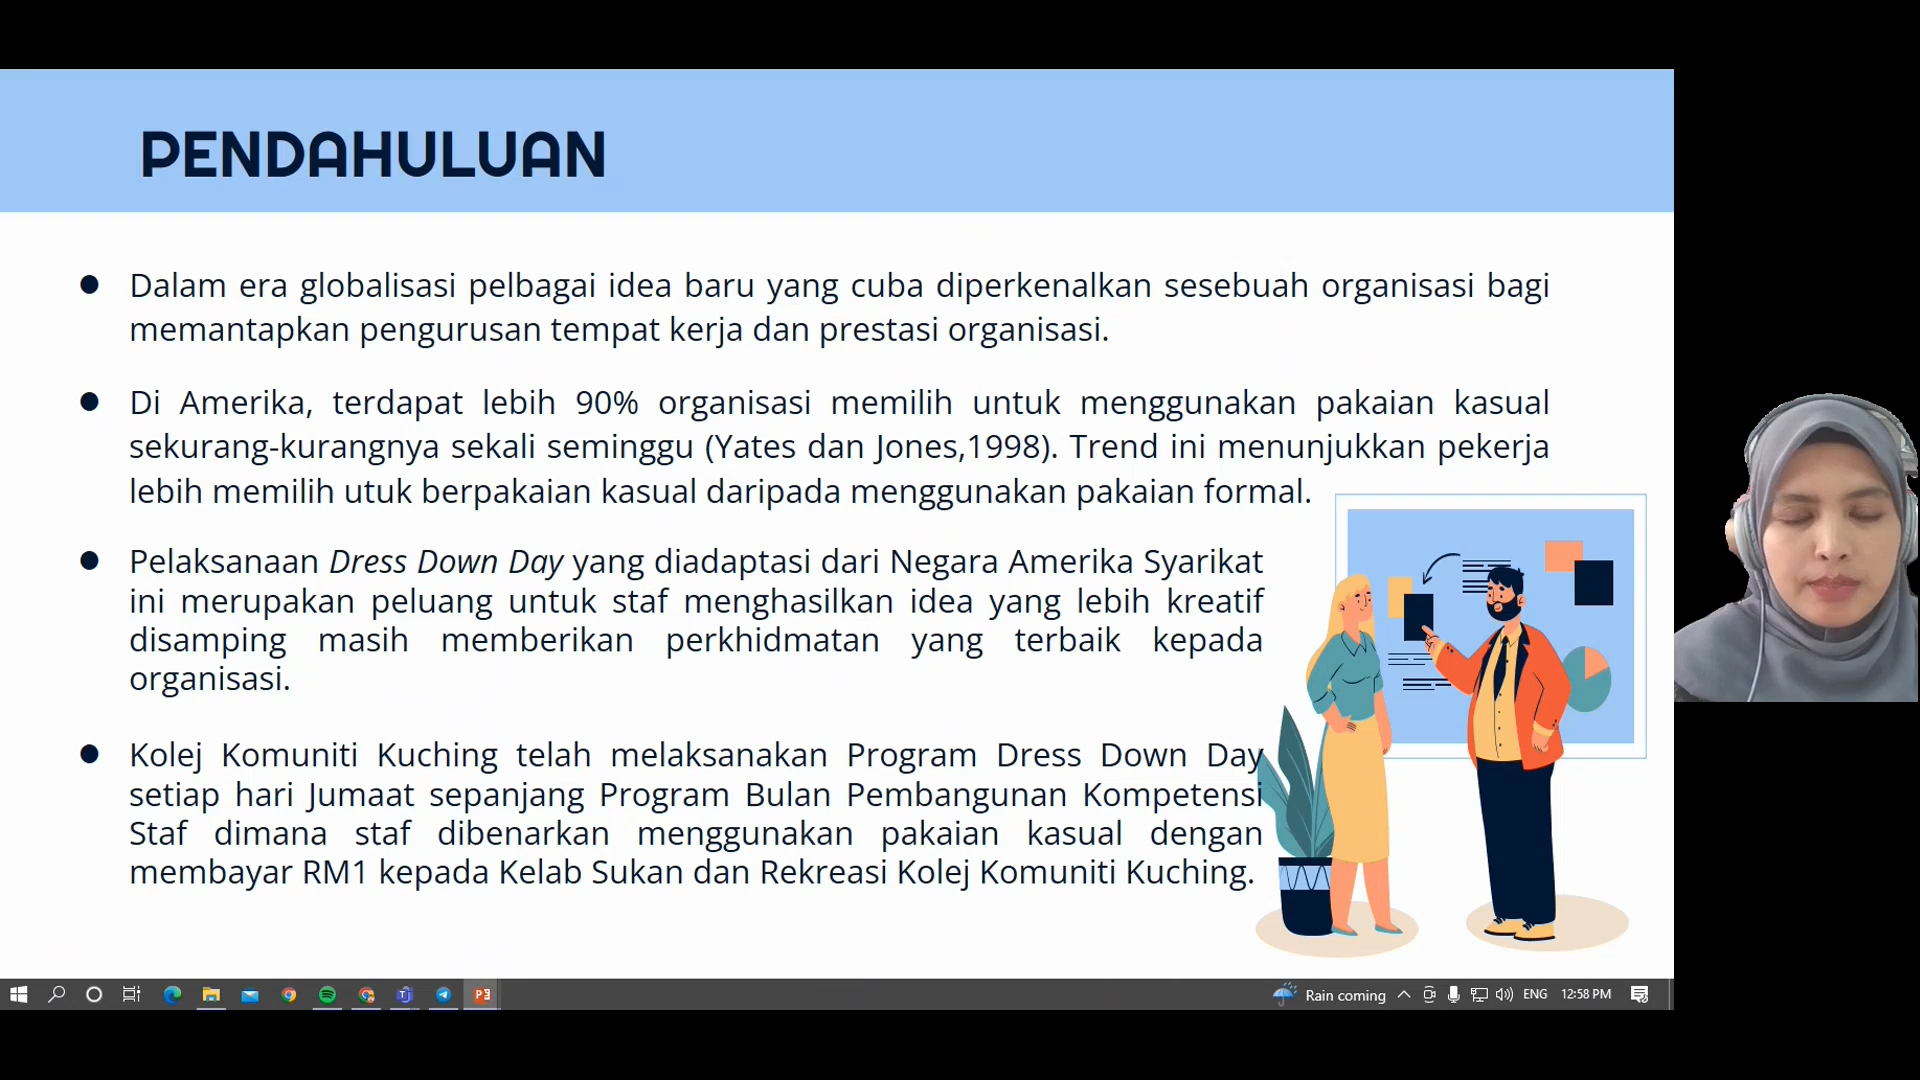 PENDAHULUAN
● Dalam era globalisasi pelbagai idea baru yang cuba diperkenalkan sesebuah organisasi bagi
memantapkan pengurusan tempat kerja dan prestasi organisasi.
● Di Amerika, terdapat lebih 90% organisasi memilih untuk menggunakan pakaian kasual
sekurang-kurangnya sekali seminggu (Yates dan Jones,1998). Trend ini menunjukkan pekerja
lebih memilih utuk berpakaian kasual daripada menggunakan pakaian formal.
● Pelaksanaan Dress Down Day yang diadaptasi dari Negara Amerika Syarikat
ini merupakan peluang untuk staf menghasilkan idea yang lebih kreatif
disamping masih memberikan perkhidmatan yang terbaik kepada
organisasi.
● Kolej Komuniti Kuching telah melaksanakan Program Dress Down Day
setiap hari Jumaat sepanjang Program Bulan Pembangunan Kompetensi
Staf dimana staf dibenarkan menggunakan pakaian kasual dengan
membayar RM1 kepada Kelab Sukan dan Rekreasi Kolej Komuniti Kuching.
Rain coming ENG 12:58 PM